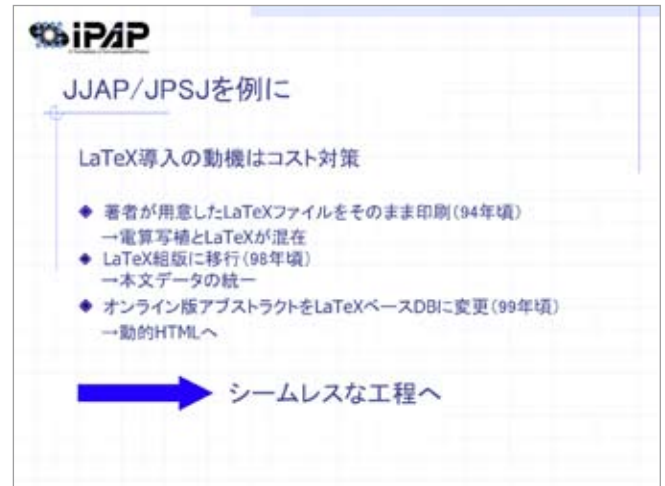 iPAP
JJAP/JPSJを例に
LaTeX導入の動機はコスト対策
◆ 著者が用意したLaTeXファイルをそのまま印刷(94年頃)
→電算写植とLaTeXが混在
◆ LaTeX組版に移行(98年頃)
→本文データの統一
◆ オンライン版アブストラクトをLaTeXベースDBに変更(99年頃)
→動的HTMLへ
シームレスな工程へ